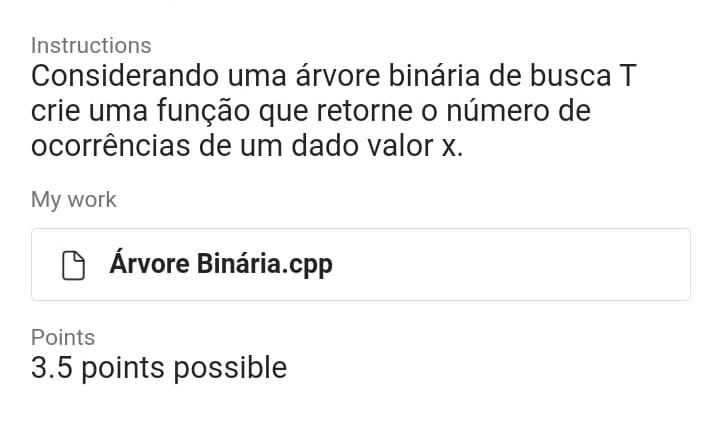 Instructions
Considerando uma árvore binária de busca T
crie uma função que retorne o número de
ocorrências de um dado valor x.
My work
Árvore Binária.cpp
Points
3.5 points possible